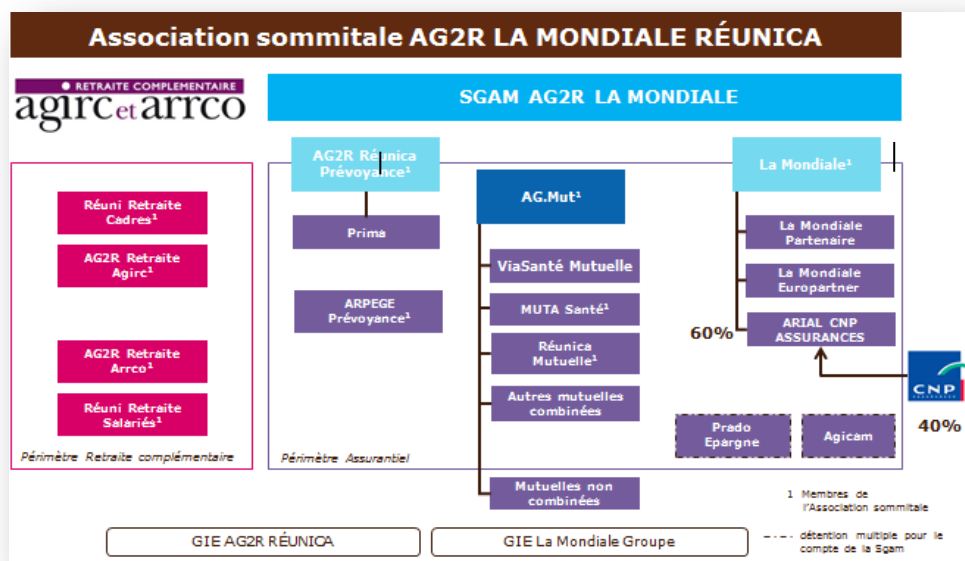 Association sommitale AG2R LA MONDIALE RÉUNICA
RETRAITE COMPLEMENTAIRE
agirc et arrco
SGAM AG2R LA MONDIALE
AG2R Réunica
Prévoyance¹
La Mondiale¹
AG.Mut¹
Réuni Retraite
Cadres¹
AG2R Retraite
Agirc¹
AG2R Retraite
Arrco¹
Réuni Retraite
Salariés¹
Périmètre Retraite complémentaire
Prima
ARPEGE
Prévoyance¹
ViaSanté Mutuelle
MUTA Santé¹
Réunica
Mutuelle¹
Autres mutuelles
combinées
Mutuelles non
combinées
La Mondiale
Partenaire
La Mondiale
Europartner
60%
ARIAL CNP
ASSURANCES
CNP
40%
Prado
Epargne
Agicam
Périmètre Assurantiel
1 Membres de
l'Association sommitale
détention multiple pour le
compte de la Sgam
GIE AG2R RÉUNICA
GIE La Mondiale Groupe